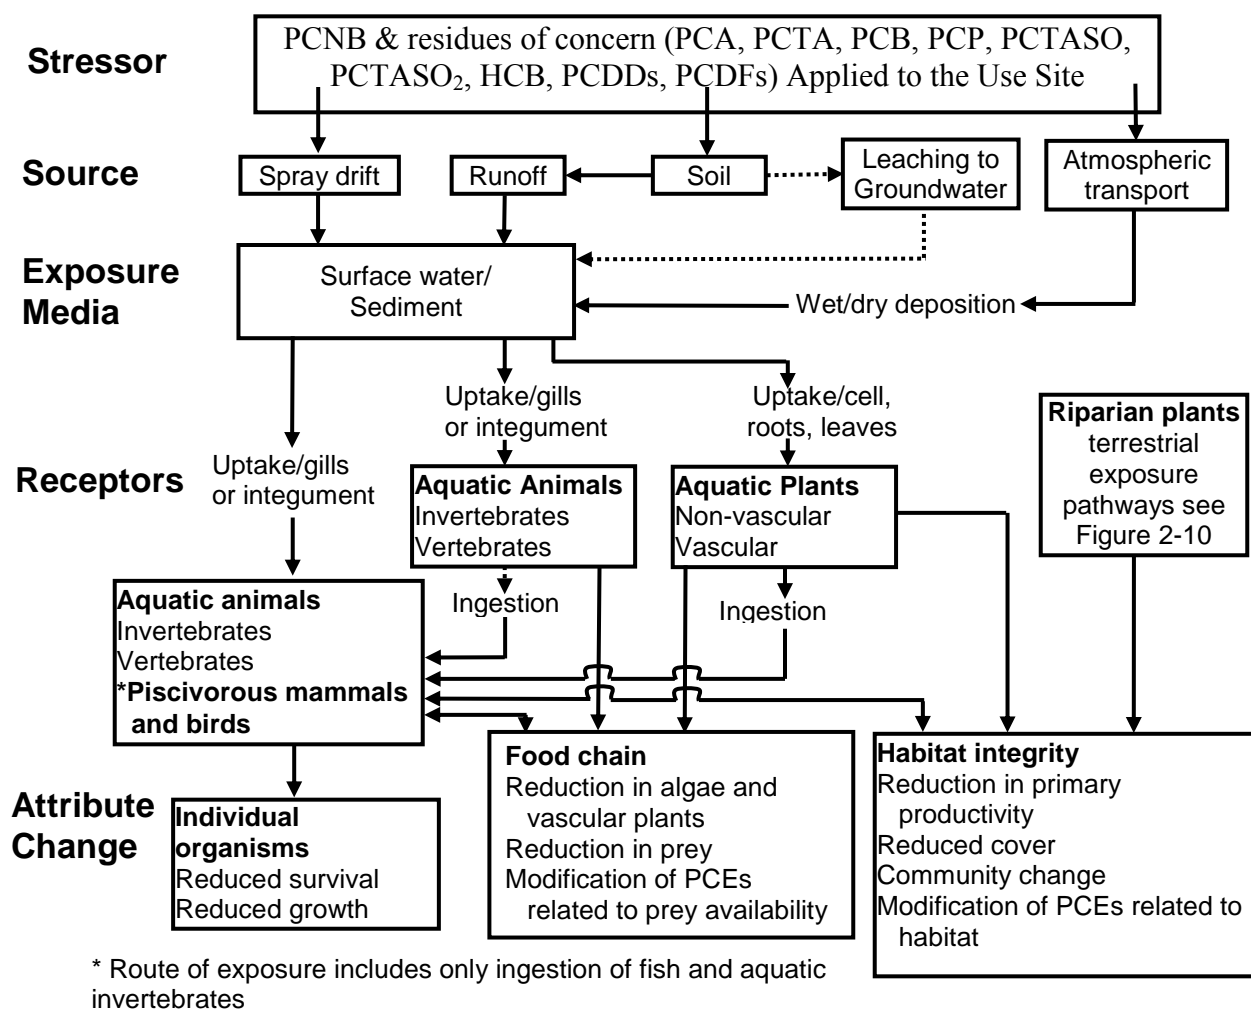 Stressor
PCNB & residues of concern (PCA, PCTA, PCB, PCP, PCTASO,
PCTASO₂, HCB, PCDDs, PCDFs) Applied to the Use Site
Source
Spray drift
Runoff
Soil
Leaching to
Groundwater
Atmospheric
transport
Exposure
Media
Surface water/
Sediment
Wet/dry deposition
Receptors
Uptake/gills
or integument
Uptake/gills
or integument
Uptake/cell,
roots, leaves
Riparian plants
terrestrial
exposure
pathways see
Figure 2-10
Aquatic Animals
Invertebrates
Vertebrates
Aquatic Plants
Non-vascular
Vascular
Ingestion
Ingestion
Aquatic animals
Invertebrates
Vertebrates
*Piscivorous mammals
and birds
Attribute
Change
Individual
organisms
Reduced survival
Reduced growth
Food chain
Reduction in algae and
vascular plants
Reduction in prey
Modification of PCEs
related to prey availability
Habitat integrity
Reduction in primary
productivity
Reduced cover
Community change
Modification of PCEs related to
habitat
* Route of exposure includes only ingestion of fish and aquatic
invertebrates